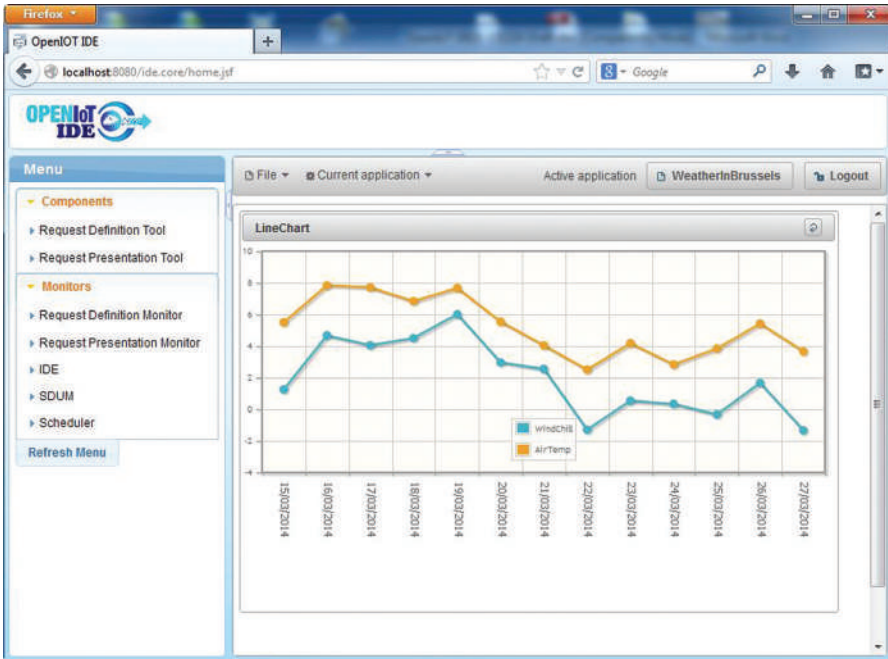 Firefox
OpenIOT IDE
localhost:8080/ide.core/home.jsf
Google
OPENIoT
IDE
Menu
Components
Request Definition Tool
Request Presentation Tool
Monitors
Request Definition Monitor
Request Presentation Monitor
IDE
SDUM
Scheduler
Refresh Menu
File
Current application
Active application
WeatherInBrussels
Logout
LineChart
10
8
6
4
2
0
-2
-4
WindChill
AirTemp
15/03/2014
16/03/2014
17/03/2014
18/03/2014
19/03/2014
20/03/2014
21/03/2014
22/03/2014
23/03/2014
24/03/2014
25/03/2014
26/03/2014
27/03/2014